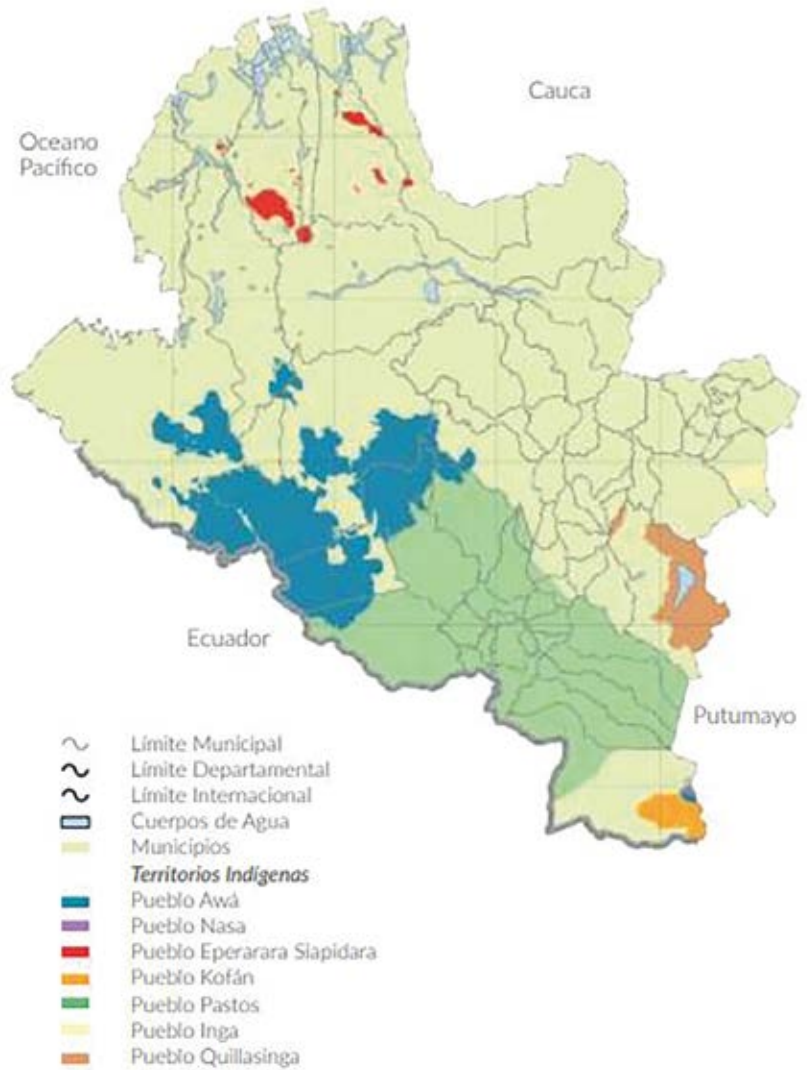 Cauca
Oceano
Pacífico
Ecuador
Putumayo
Límite Municipal
Límite Departamental
Límite Internacional
Cuerpos de Agua
Municipios
Territorios Indígenas
Pueblo Awá
Pueblo Nasa
Pueblo Eperarara Siapidara
Pueblo Kofán
Pueblo Pastos
Pueblo Inga
Pueblo Quillasinga